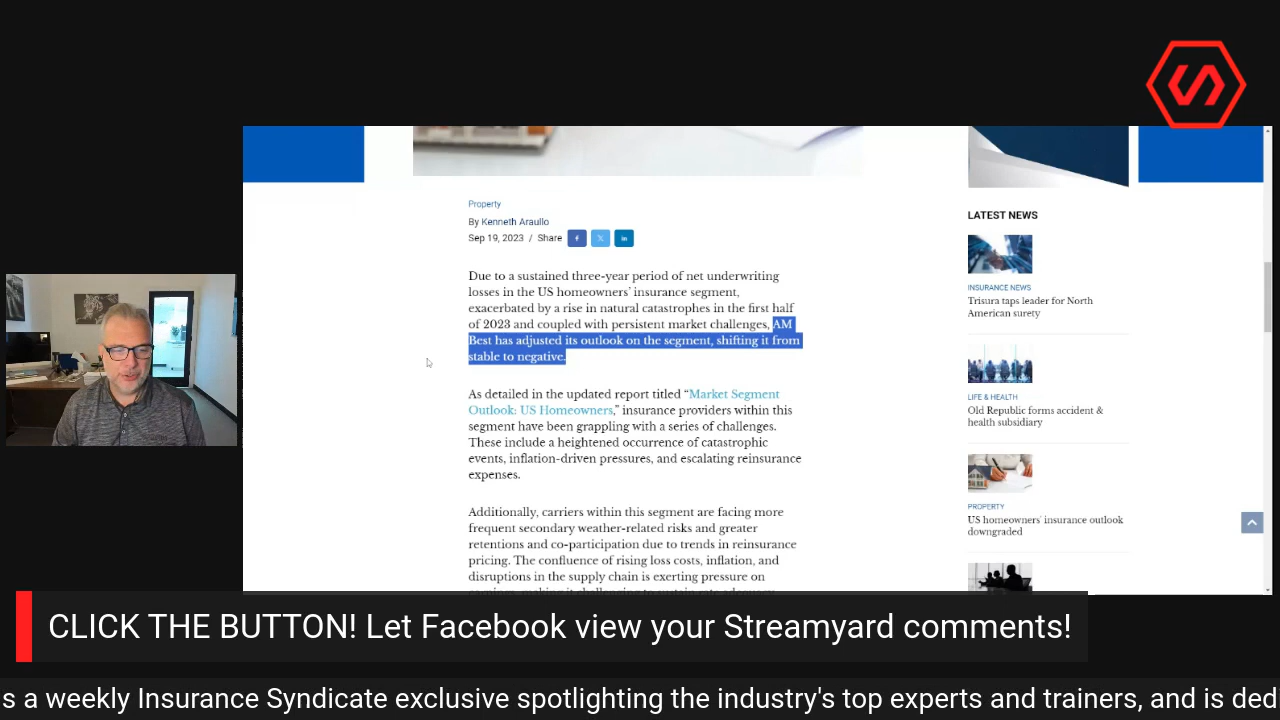 Property
By Kenneth Araullo
Sep 19, 2023 / Share
Due to a sustained three-year period of net underwriting
losses in the US homeowners' insurance segment,
exacerbated by a rise in natural catastrophes in the first half
of 2023 and coupled with persistent market challenges, AM
Best has adjusted its outlook on the segment, shifting it from
stable to negative.
As detailed in the updated report titled “Market Segment
Outlook: US Homeowners,” insurance providers within this
segment have been grappling with a series of challenges.
These include a heightened occurrence of catastrophic
events, inflation-driven pressures, and escalating reinsurance
expenses.
Additionally, carriers within this segment are facing more
frequent secondary weather-related risks and greater
retentions and co-participation due to trends in reinsurance
pricing. The confluence of rising loss costs, inflation, and
disruptions in the supply chain is exerting pressure on
LATEST NEWS
INSURANCE NEWS
Trisura taps leader for North
American surety
LIFE & HEALTH
Old Republic forms accident &
health subsidiary
PROPERTY
US homeowners' insurance outlook
downgraded
CLICK THE BUTTON! Let Facebook view your Streamyard comments!
s a weekly Insurance Syndicate exclusive spotlighting the industry's top experts and trainers, and is ded